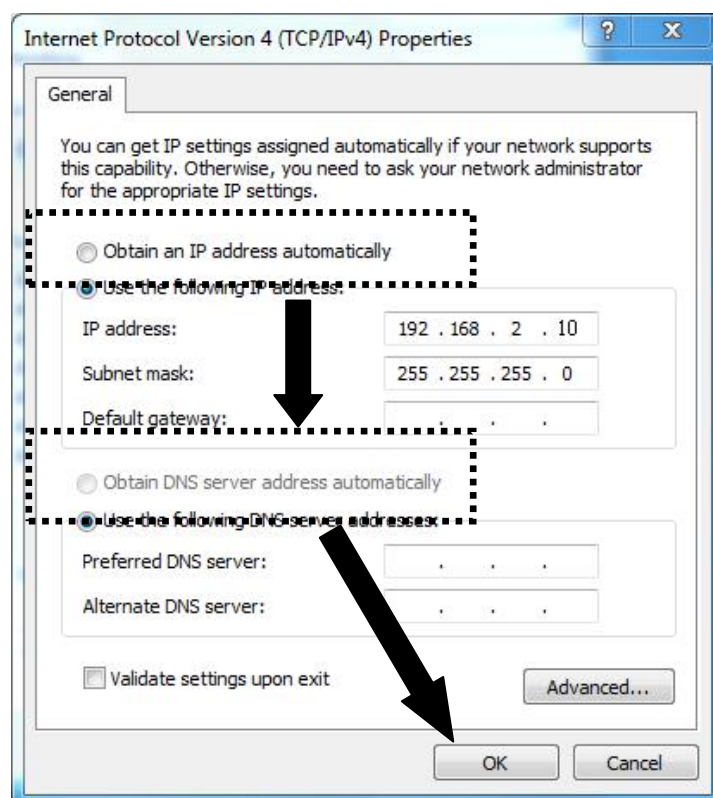 Internet Protocol Version 4 (TCP/IPv4) Properties
?
General
You can get IP settings assigned automatically if your network supports
this capability. Otherwise, you need to ask your network administrator
for the appropriate IP settings.
Obtain an IP address automatically
Use the following IP address:
IP address: 192 . 168 . 2 . 10
Subnet mask: 255 . 255 . 255 . 0
Default gateway: . . .
Obtain DNS server address automatically
Use the following DNS server addresses:
Preferred DNS server: . . .
Alternate DNS server: . . .
Validate settings upon exit
Advanced...
OK Cancel